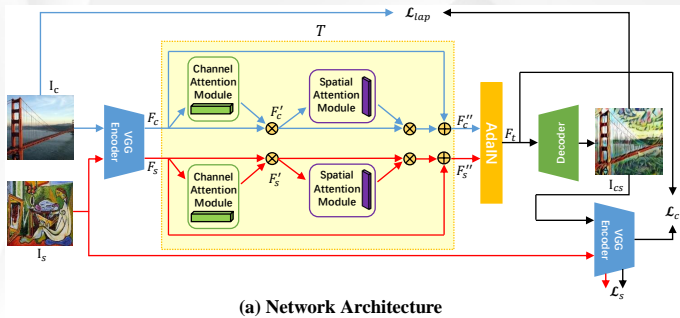 𝓛lap
T
I_c
Channel
Attention
Module
F_c'
Spatial
Attention
Module
F_c
F_c''
VGG
Encoder
AdaIN
F_t
Decoder
I_cs
F_s
Channel
Attention
Module
F_s'
Spatial
Attention
Module
F_s''
I_s
VGG
Encoder
𝓛_c
𝓛_s
(a) Network Architecture